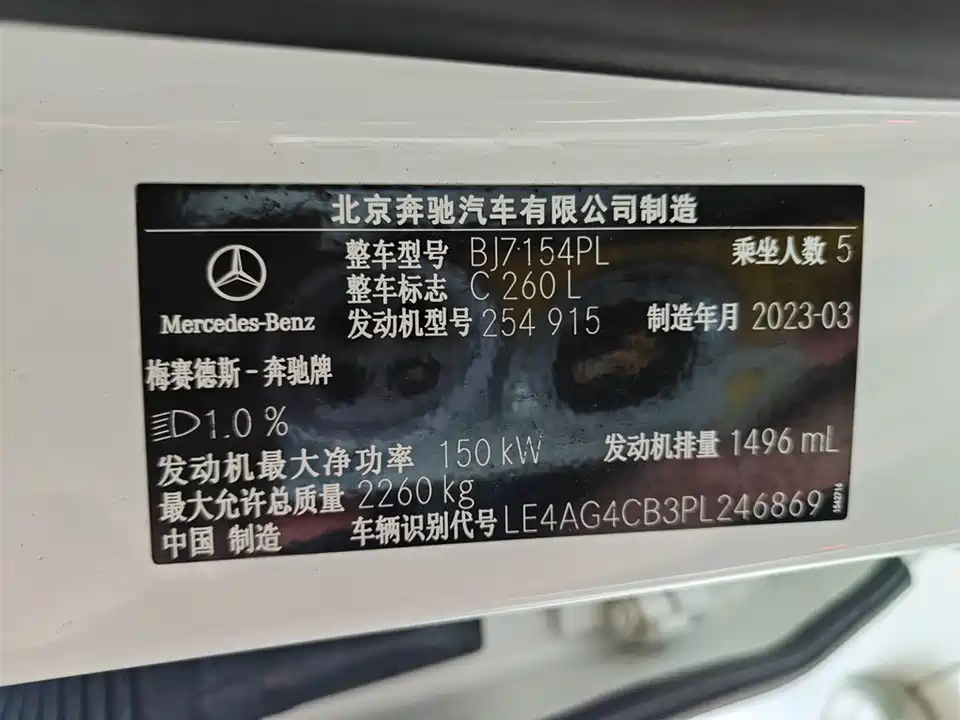 北京奔驰汽车有限公司制造
整车型号 BJ7154PL 乘坐人数 5
整车标志 C 260 L
发动机型号 254 915 制造年月 2023-03
Mercedes-Benz
梅赛德斯-奔驰牌
1.0 %
发动机最大净功率 150 kW 发动机排量 1496 mL
最大允许总质量 2260 kg
中国 制造 车辆识别代号 LE4AG4CB3PL246869